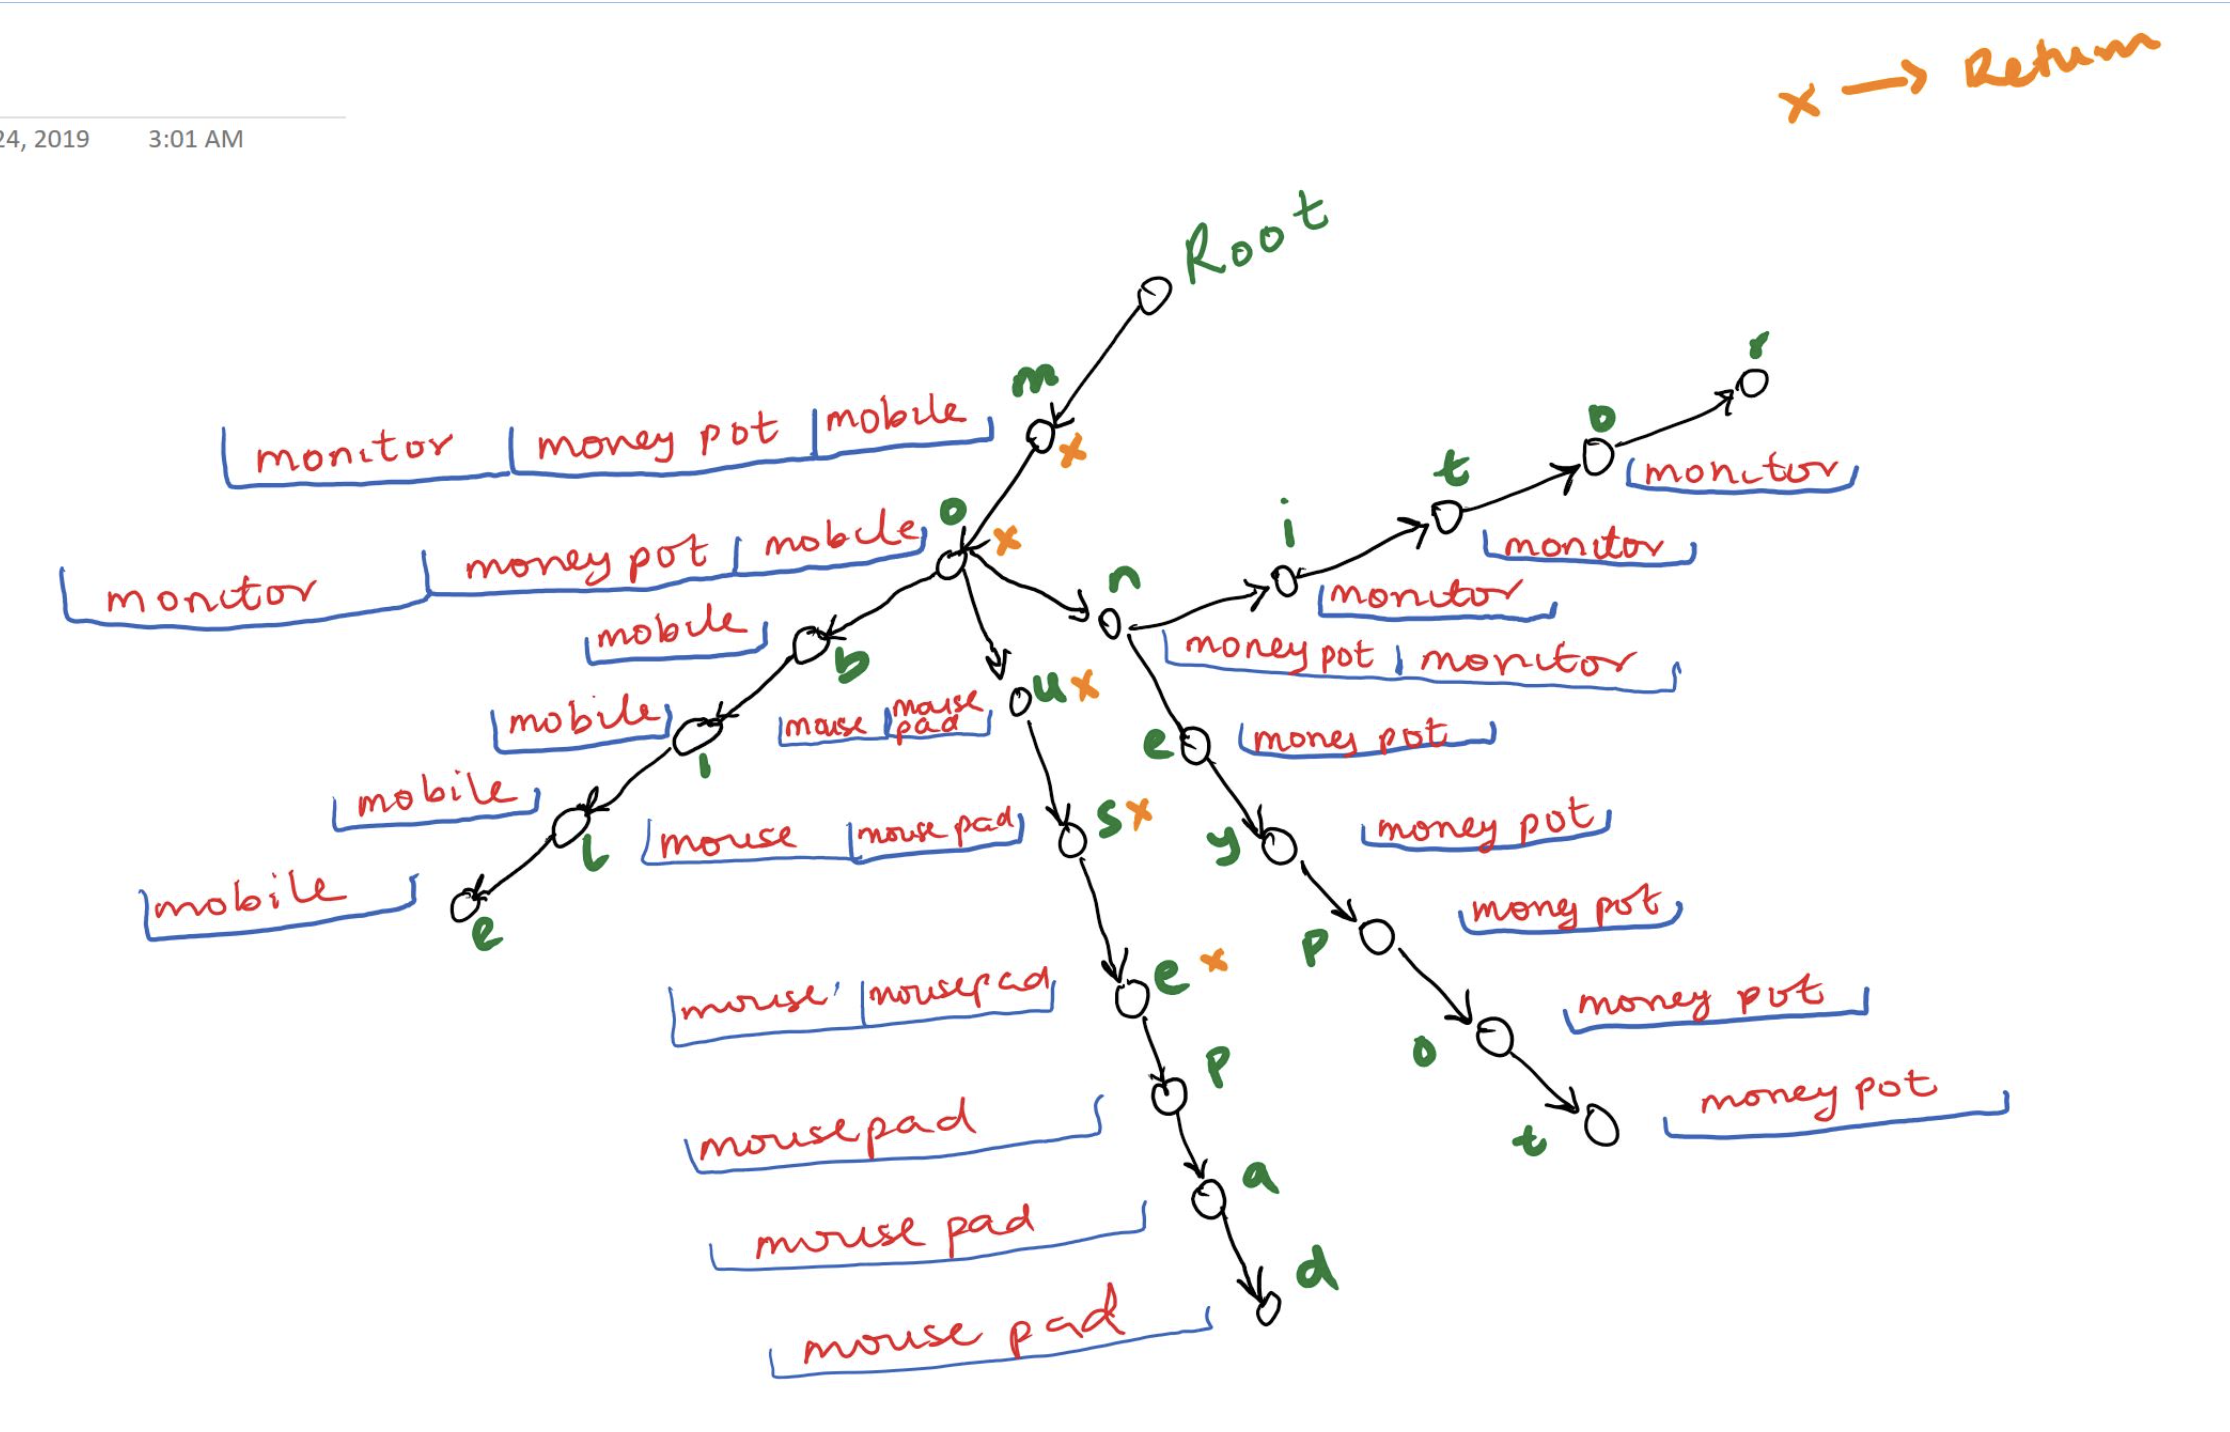 x → Return
24, 2019 3:01 AM
Root
m
x
monitor money pot mobile
o
x
monitor money pot mobile
r
o
monitor
t
monitor
i
monitor
n
money pot monitor
mobile
b
u x
mouse mouse pad
mobile
i
e
money pot
mobile
l
s x
mouse mouse pad
y
money pot
mobile
e
p
money pot
e x
mouse mousepad
o
money pot
p
mousepad
t
money pot
a
mouse pad
d
mouse pad